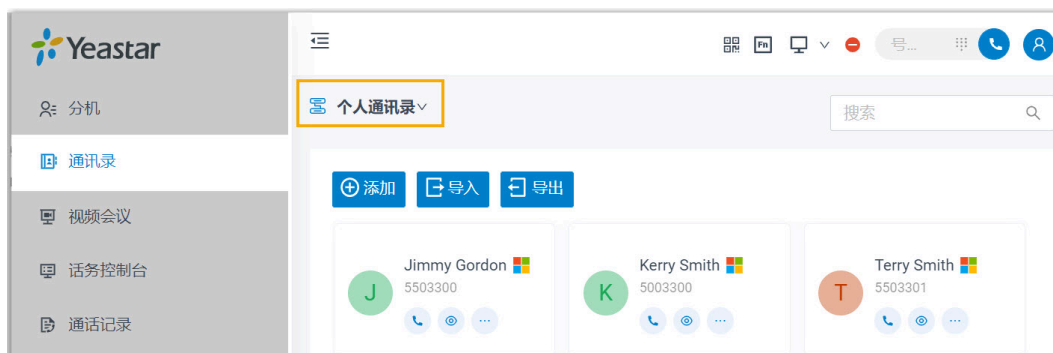 Yeastar
Fn
号...
分机
个人通讯录
搜索
通讯录
添加
导入
导出
视频会议
话务控制台
通话记录
J
Jimmy Gordon
5503300
K
Kerry Smith
5003300
T
Terry Smith
5503301